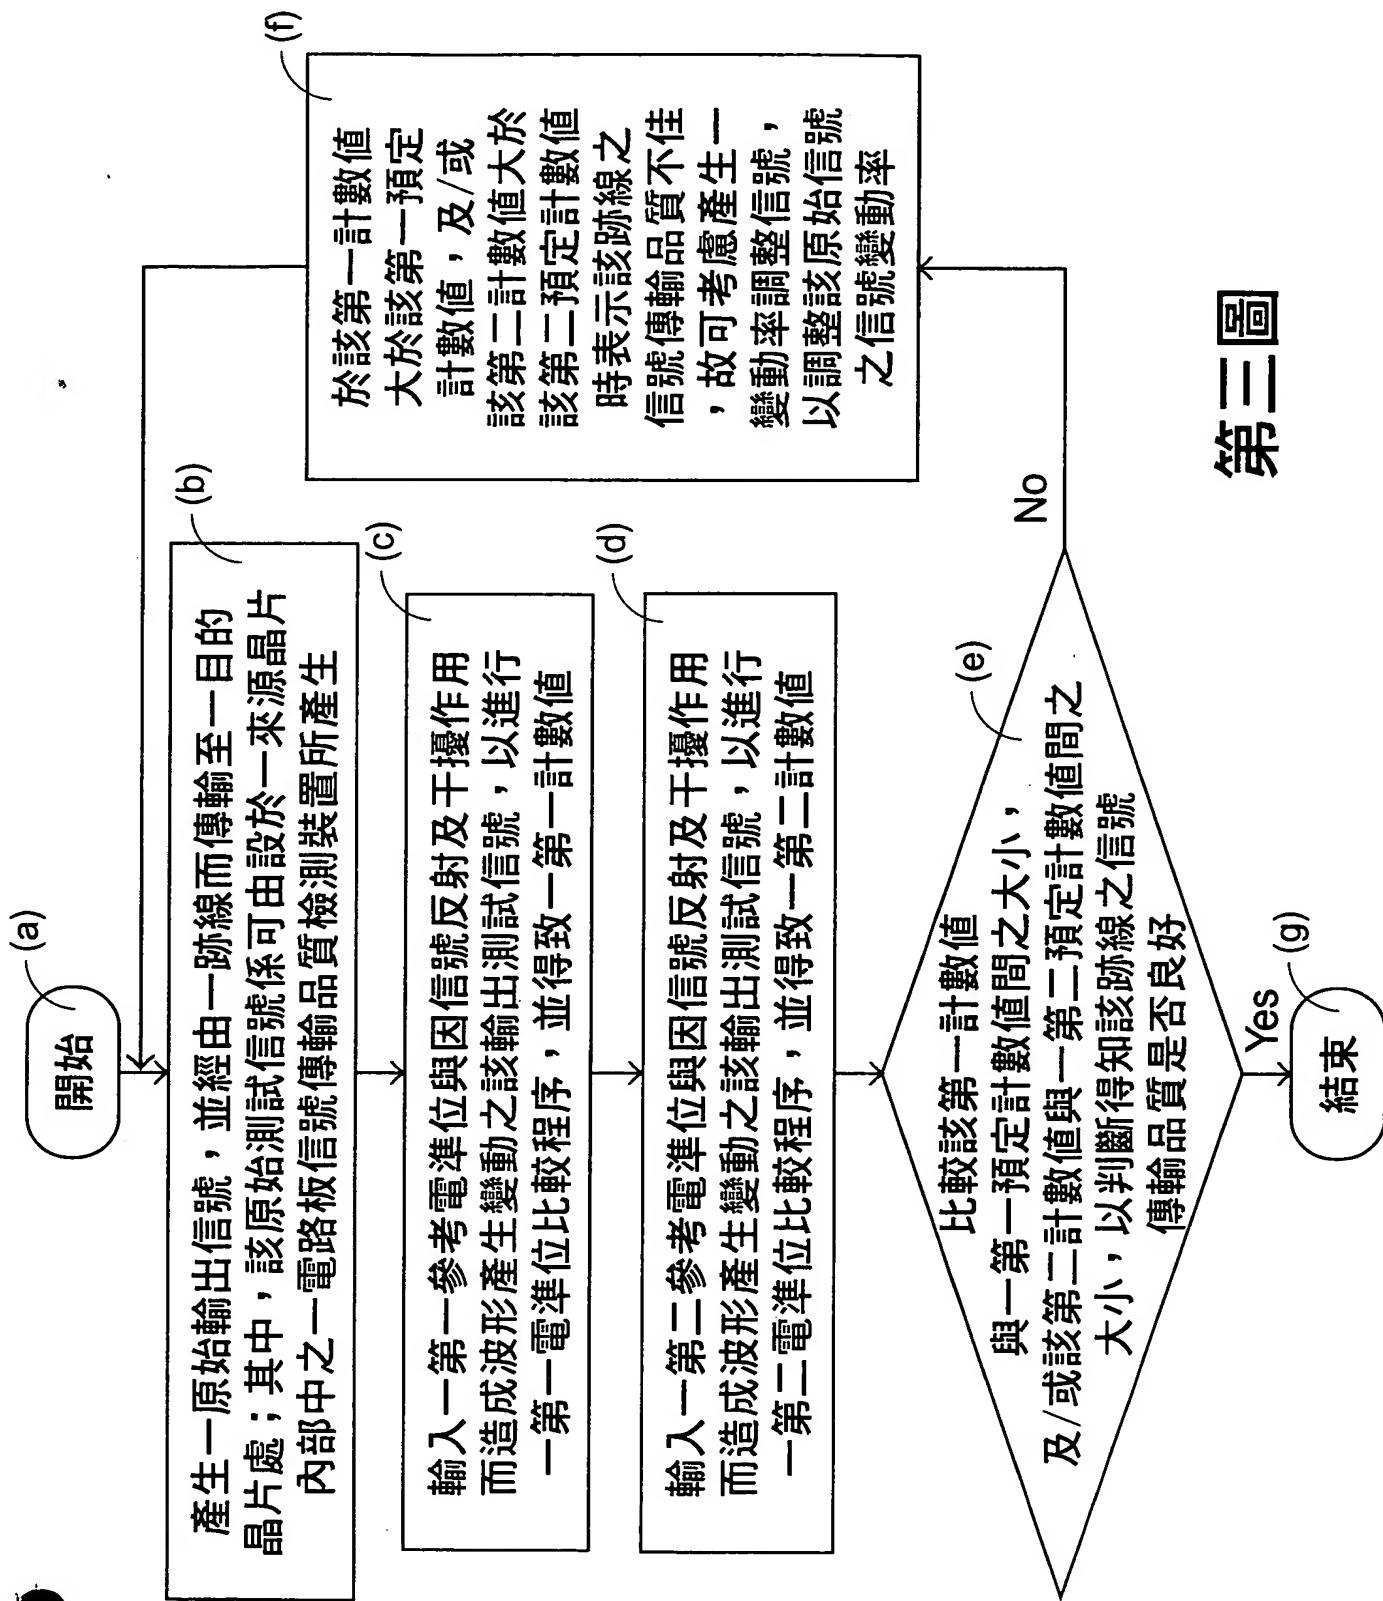 (a)
開始
(b)
產生一原始輸出信號，並經由一跡線而傳輸至一目的
晶片處；其中，該原始測試信號係可由設於一來源晶片
內部中之一電路板信號傳輸品質檢測裝置所產生
(c)
輸入一第一參考電準位與因信號反射及干擾作用
而造成波形產生變動之該輸出測試信號，以進行
一第一電準位比較程序，並得致一第一計數值
(d)
輸入一第二參考電準位與因信號反射及干擾作用
而造成波形產生變動之該輸出測試信號，以進行
一第二電準位比較程序，並得致一第二計數值
(e)
比較該第一計數值
與一第一預定計數值間之大小，
及/或該第二計數值與一第二預定計數值間之
大小，以判斷得知該跡線之信號
傳輸品質是否良好
No
(f)
於該第一計數值
大於該第一預定
計數值，及/或
該第二計數值大於
該第二預定計數值
時表示該跡線之
信號傳輸品質不佳
，故可考慮產生一
變動率調整信號，
以調整該原始信號
之信號變動率
Yes
(g)
結束
第三圖